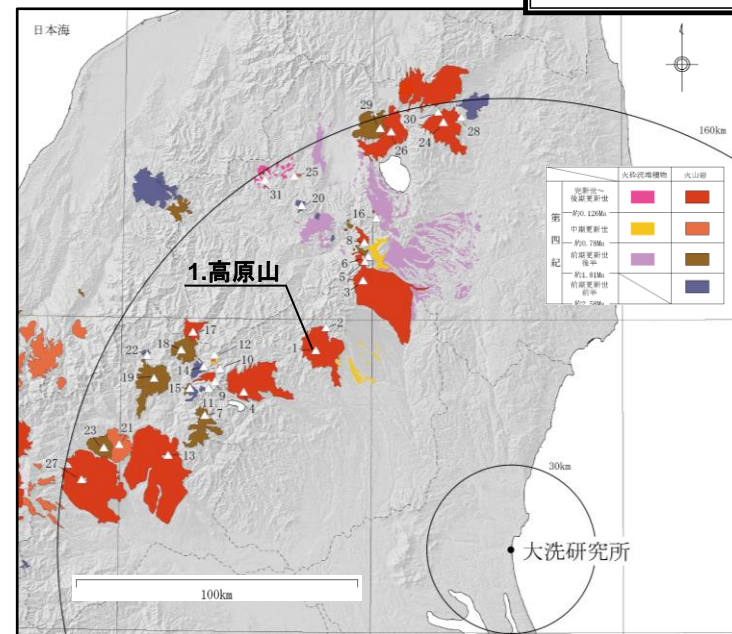 日本海
160km
29
30
24
28
26
25
31
20
16
8
6
5
3
1.高原山
2
1
17
18
12
22
14
10
19
15
9
4
11
7
23
21
13
27
火砕流堆積物
火山岩
第四紀
完新世~
後期更新世
約0.126Ma
中期更新世
約0.78Ma
前期更新世
後半
約1.81Ma
前期更新世
前半
約2.58Ma
30km
大洗研究所
100km